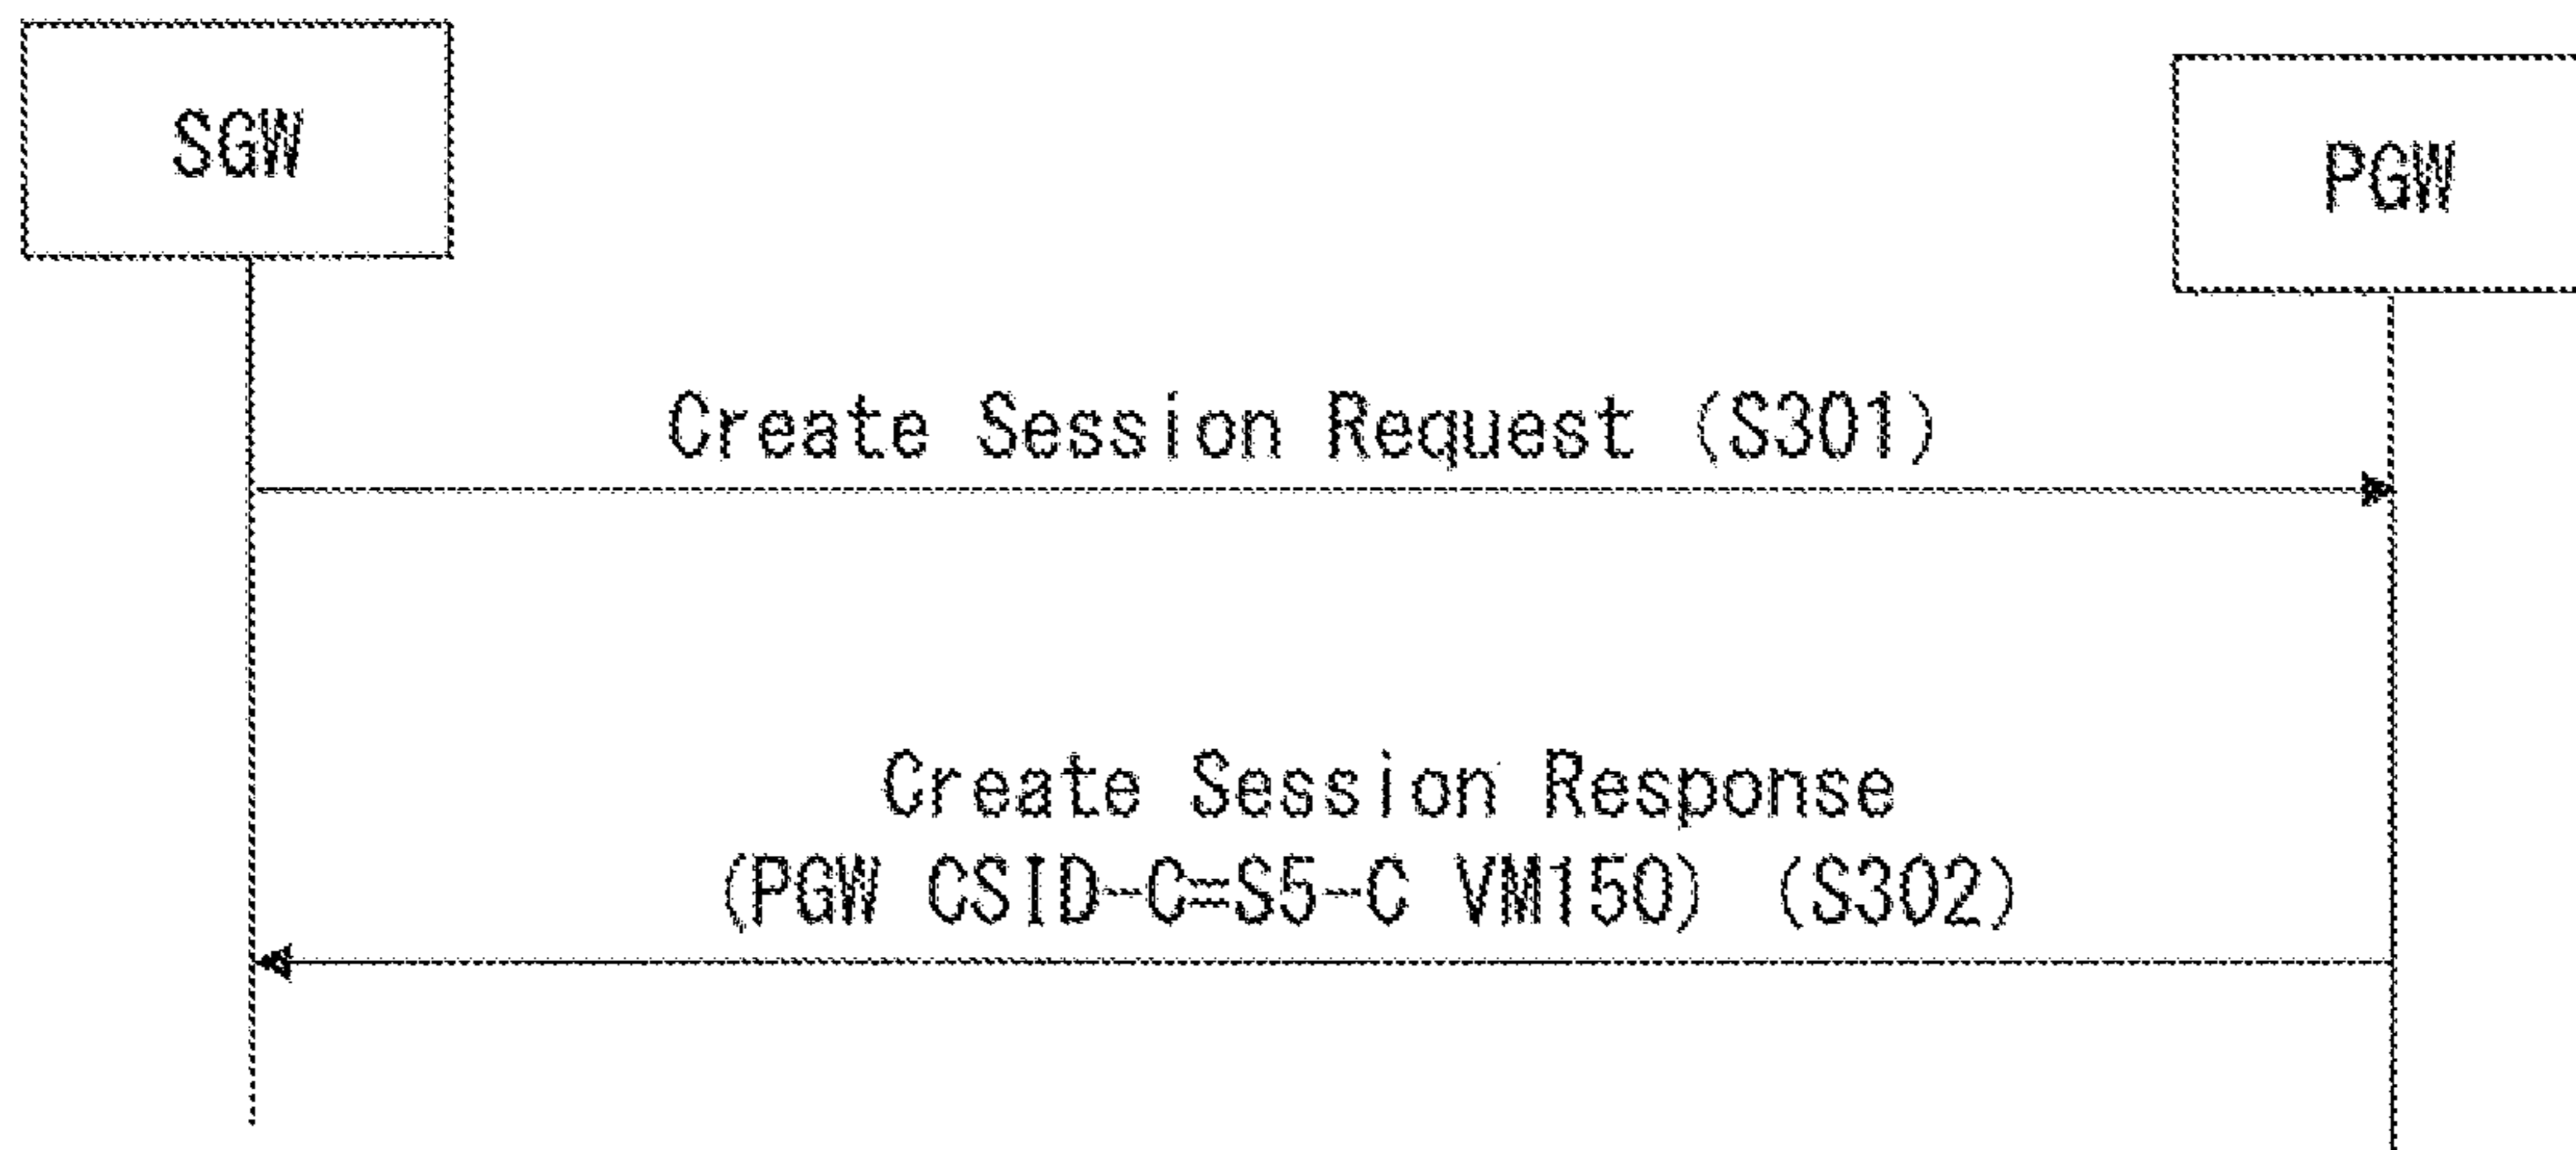 SGW
PGW
Create Session Request (S301)
Create Session Response
(PGW CSID-C=S5-C VM150) (S302)